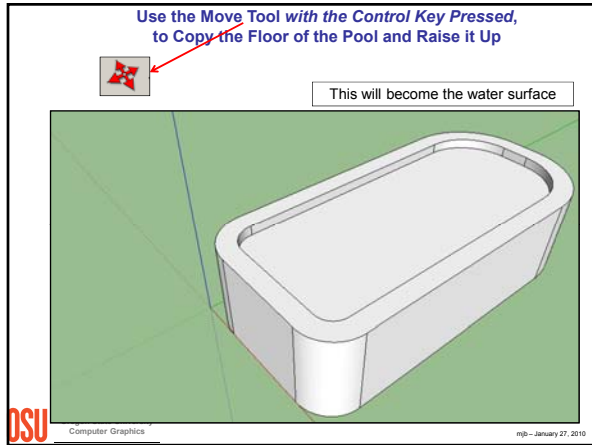 Use the Move Tool with the Control Key Pressed,
to Copy the Floor of the Pool and Raise it Up
This will become the water surface
OSU
Computer Graphics
mjb – January 27, 2010